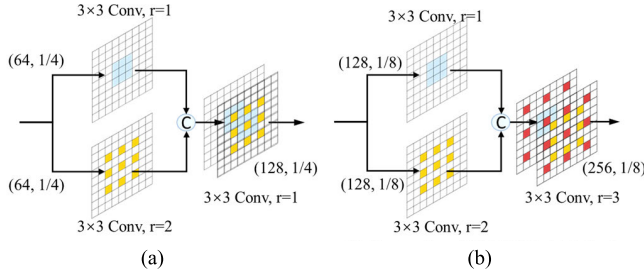 3×3 Conv, r=1
(64, 1/4)
C
(64, 1/4)
(128, 1/4)
3×3 Conv, r=1
3×3 Conv, r=2
(a)
3×3 Conv, r=1
(128, 1/8)
C
(128, 1/8)
(256, 1/8)
3×3 Conv, r=3
3×3 Conv, r=2
(b)